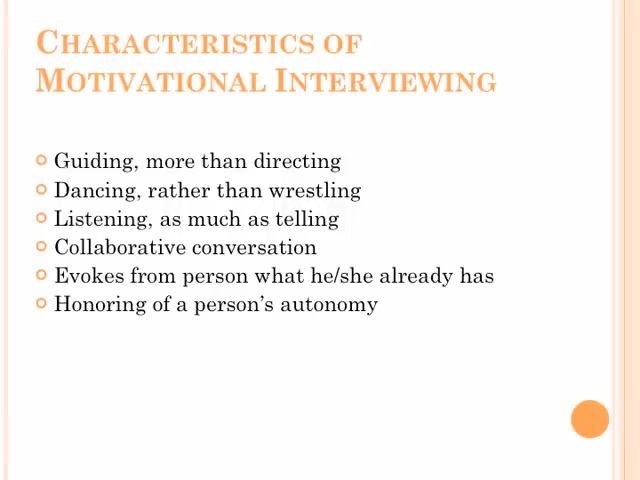 CHARACTERISTICS OF
MOTIVATIONAL INTERVIEWING
Guiding, more than directing
Dancing, rather than wrestling
Listening, as much as telling
Collaborative conversation
Evokes from person what he/she already has
Honoring of a person’s autonomy